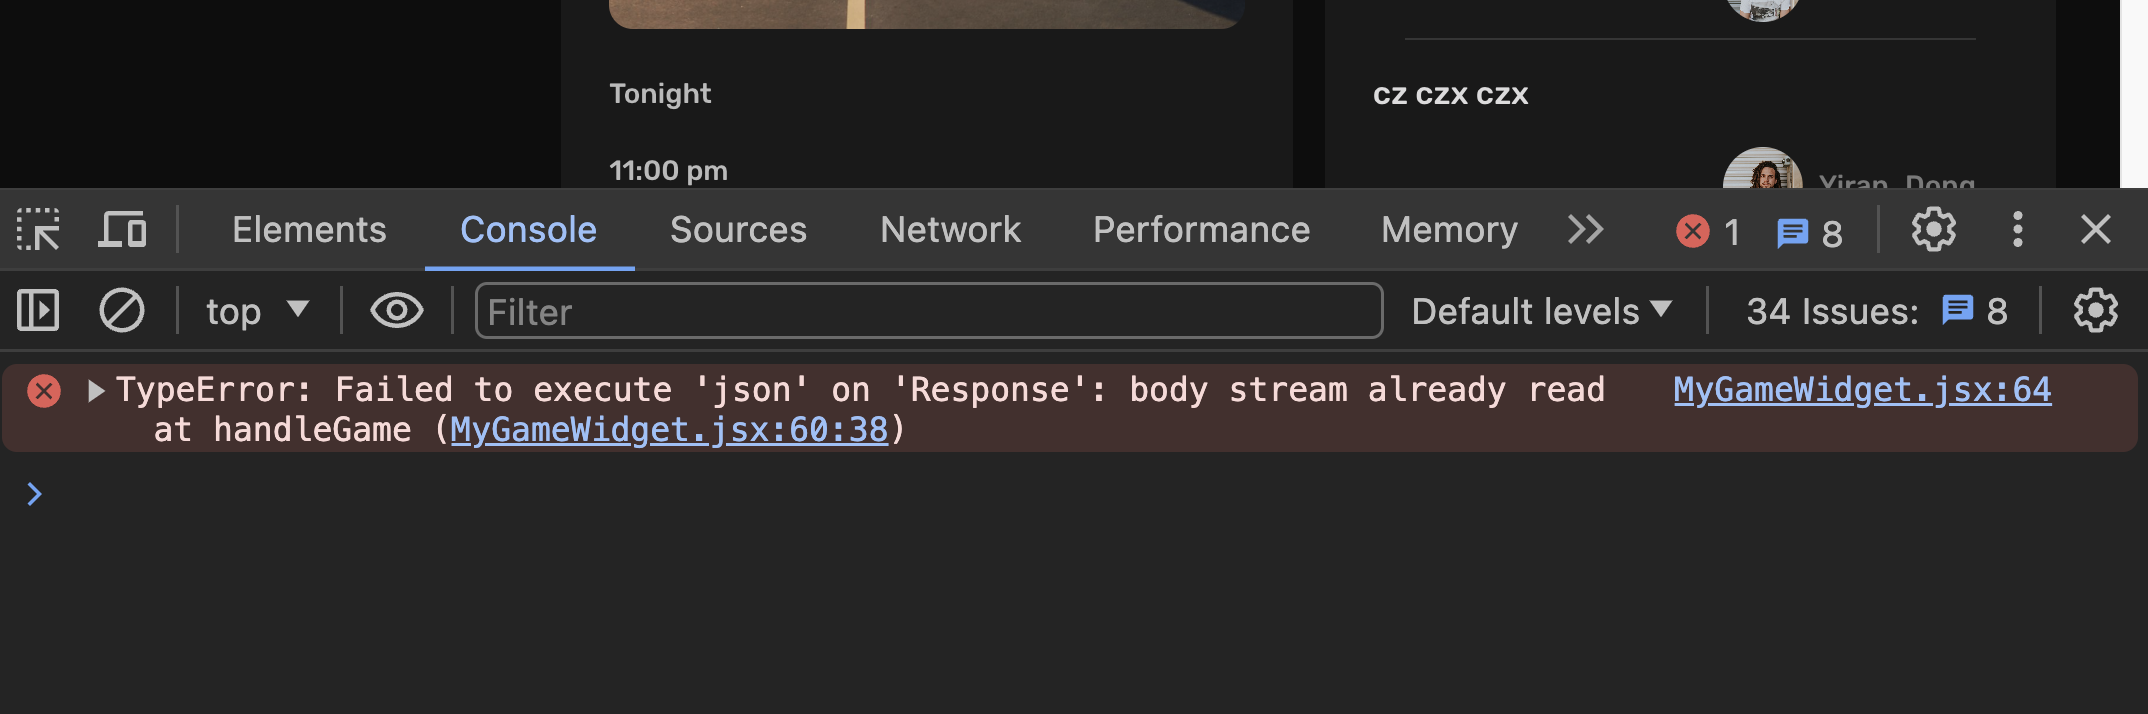 Tonight
11:00 pm
cz czx czx
Yiran Dong
Elements Console Sources Network Performance Memory 1 8
top Filter Default levels 34 Issues: 8
TypeError: Failed to execute 'json' on 'Response': body stream already read MyGameWidget.jsx:64
at handleGame (MyGameWidget.jsx:60:38)